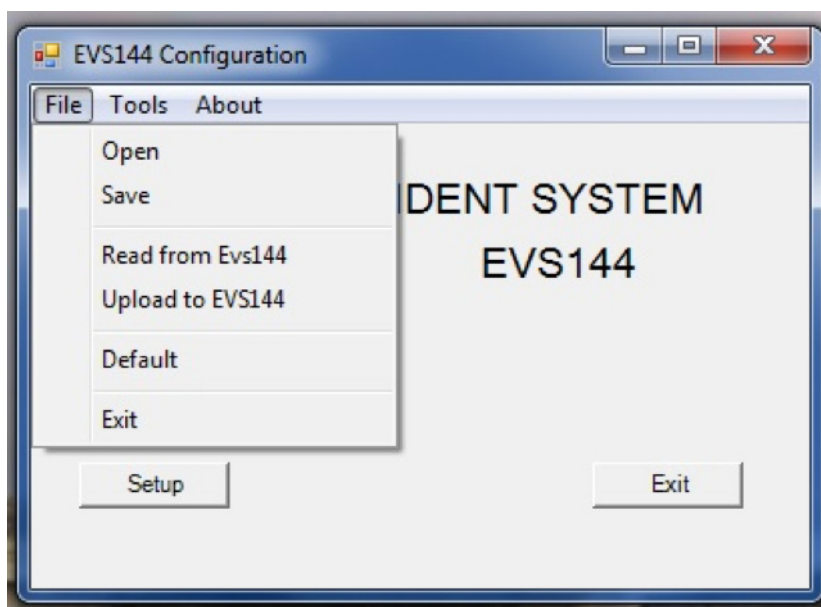 EVS144 Configuration
File Tools About
Open
Save
Read from Evs144
Upload to EVS144
Default
Exit
IDENT SYSTEM
EVS144
Setup Exit